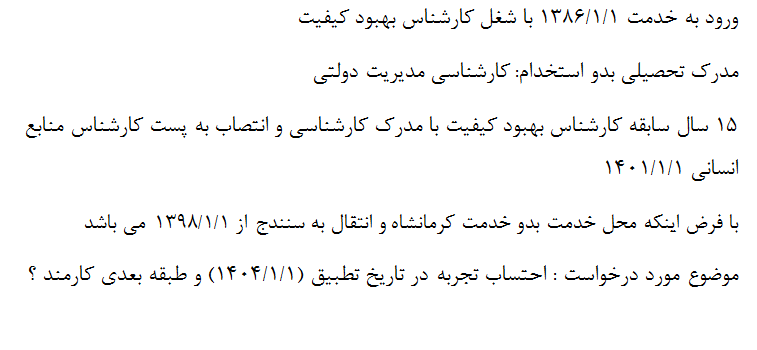 ورود به خدمت ۱۳۸۶/۱/۱ با شغل کارشناس بهبود کیفیت
مدرک تحصیلی بدو استخدام: کارشناسی مدیریت دولتی
۱۵ سال سابقه کارشناس بهبود کیفیت با مدرک کارشناسی و انتصاب به پست کارشناس منابع
انسانی ۱۴۰۱/۱/۱
با فرض اینکه محل خدمت بدو خدمت کرمانشاه و انتقال به سنندج از ۱۳۹۸/۱/۱ می باشد
موضوع مورد درخواست : احتساب تجربه در تاریخ تطبیق (۱۴۰۴/۱/۱) و طبقه بعدی کارمند ؟